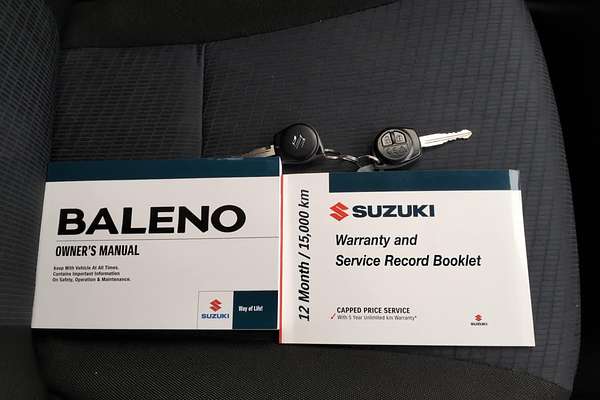 BALENO
OWNER'S MANUAL
Keep With Vehicle At All Times.
Contains Important Information
On Safety, Operation & Maintenance.
SUZUKI
Way of Life!
12 Month / 15,000 km
SUZUKI
Warranty and
Service Record Booklet
CAPPED PRICE SERVICE
With 5 Year Unlimited km Warranty*
SUZUKI